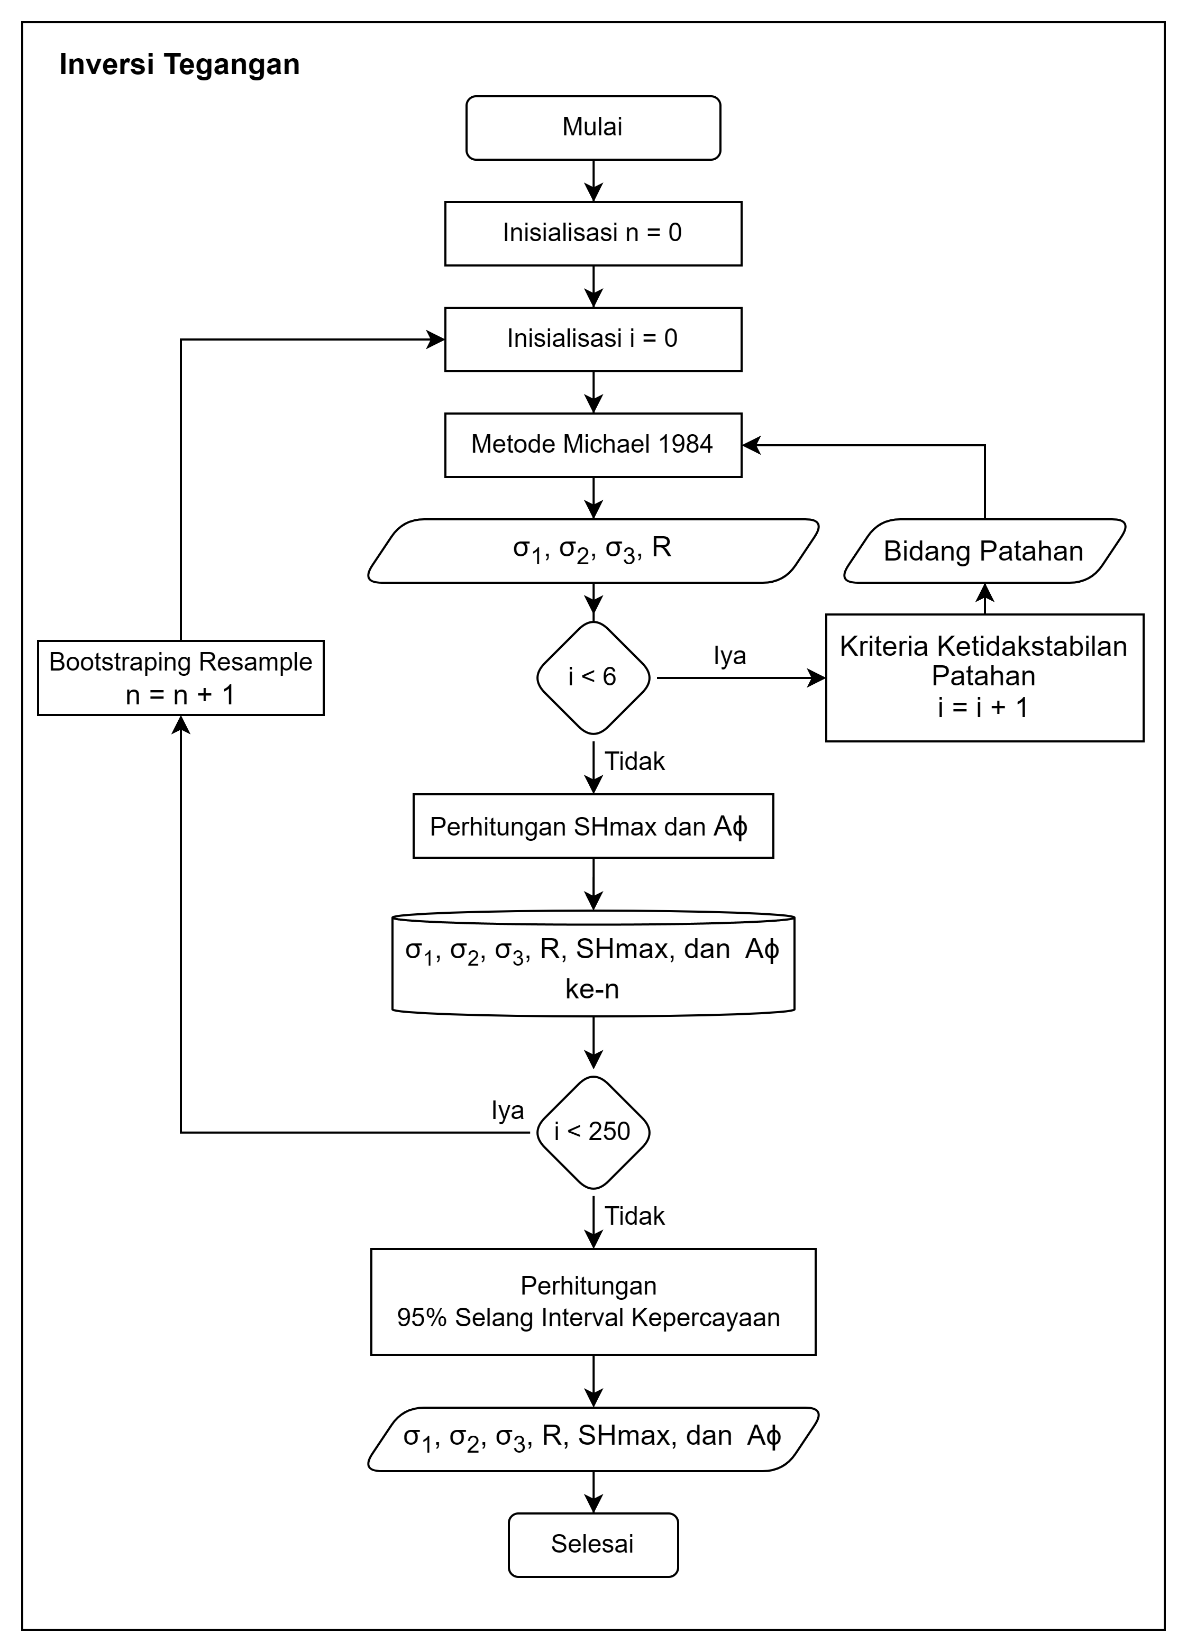 Inversi Tegangan
Mulai
Inisialisasi n = 0
Inisialisasi i = 0
Metode Michael 1984
σ₁, σ₂, σ₃, R
Bidang Patahan
i < 6
Iya
Kriteria Ketidakstabilan
Patahan
i = i + 1
Bootstraping Resample
n = n + 1
Tidak
Perhitungan SHmax dan Aϕ
σ₁, σ₂, σ₃, R, SHmax, dan Aϕ
ke-n
Iya
i < 250
Tidak
Perhitungan
95% Selang Interval Kepercayaan
σ₁, σ₂, σ₃, R, SHmax, dan Aϕ
Selesai